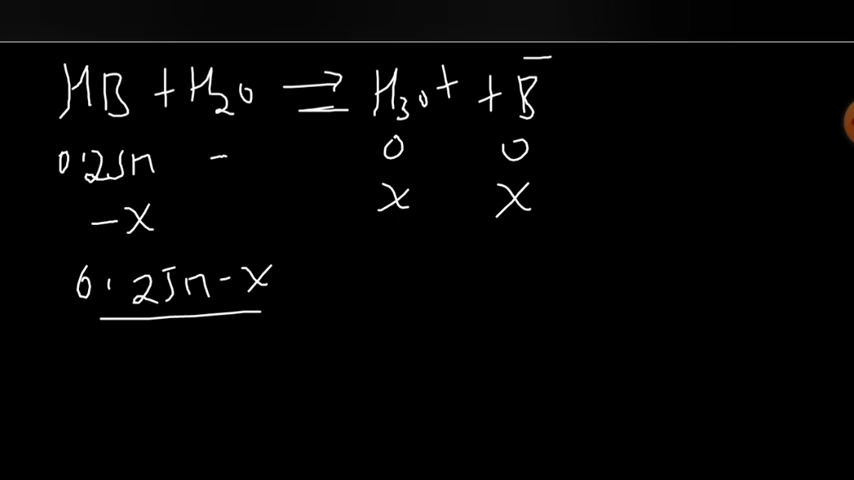 HB + H₂O ⇌ H₃O+ + B̅
0.25M - 0 0
-x x x
0.25M - x